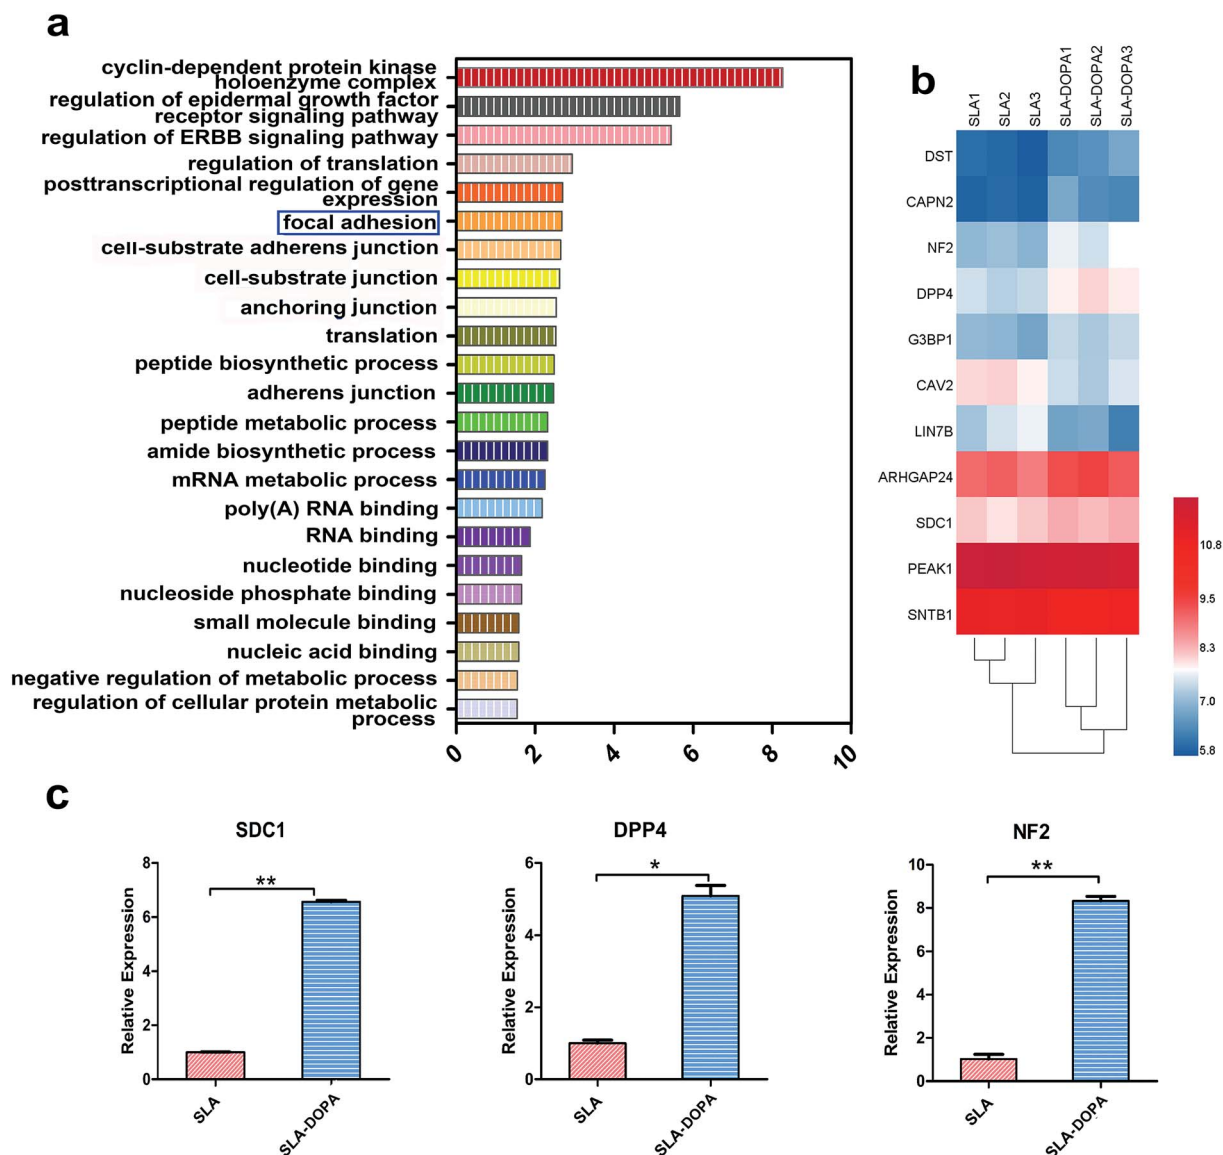 a
cyclin-dependent protein kinase
holoenzyme complex
regulation of epidermal growth factor
receptor signaling pathway
regulation of ERBB signaling pathway
regulation of translation
posttranscriptional regulation of gene
expression
focal adhesion
cell-substrate adherens junction
cell-substrate junction
anchoring junction
translation
peptide biosynthetic process
adherens junction
peptide metabolic process
amide biosynthetic process
mRNA metabolic process
poly(A) RNA binding
RNA binding
nucleotide binding
nucleoside phosphate binding
small molecule binding
nucleic acid binding
negative regulation of metabolic process
regulation of cellular protein metabolic
process
0 2 4 6 8 10
b
SLA1 SLA2 SLA3 SLA-DOPA1 SLA-DOPA2 SLA-DOPA3
DST
CAPN2
NF2
DPP4
G3BP1
CAV2
LIN7B
ARHGAP24
SDC1
PEAK1
SNTB1
10.8
9.5
8.3
7.0
5.8
c
SDC1
Relative Expression
8
6
4
2
0
**
SLA SLA-DOPA
DPP4
Relative Expression
6
4
2
0
*
SLA SLA-DOPA
NF2
Relative Expression
10
8
6
4
2
0
**
SLA SLA-DOPA